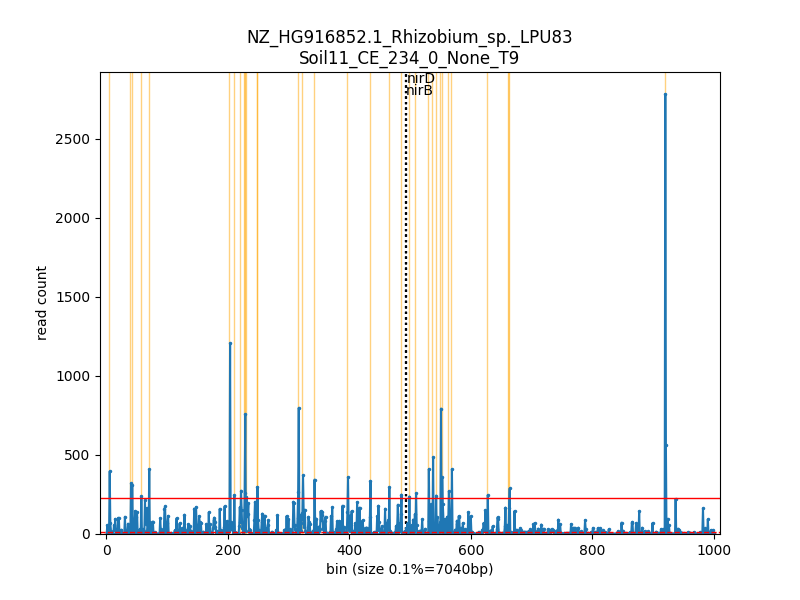 NZ_HG916852.1_Rhizobium_sp._LPU83
Soil11_CE_234_0_None_T9
nirD
nirB
2500
2000
1500
1000
500
0
read count
0 200 400 600 800 1000
bin (size 0.1%=7040bp)